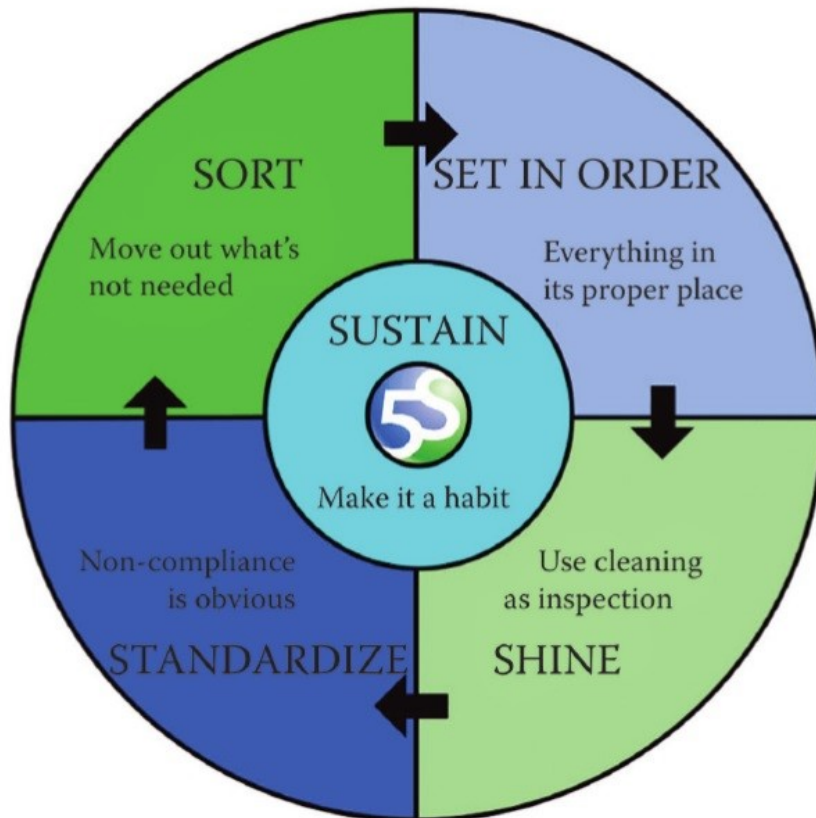 SORT
Move out what's
not needed
SET IN ORDER
Everything in
its proper place
SUSTAIN
5S
Make it a habit
Use cleaning
as inspection
SHINE
Non-compliance
is obvious
STANDARDIZE